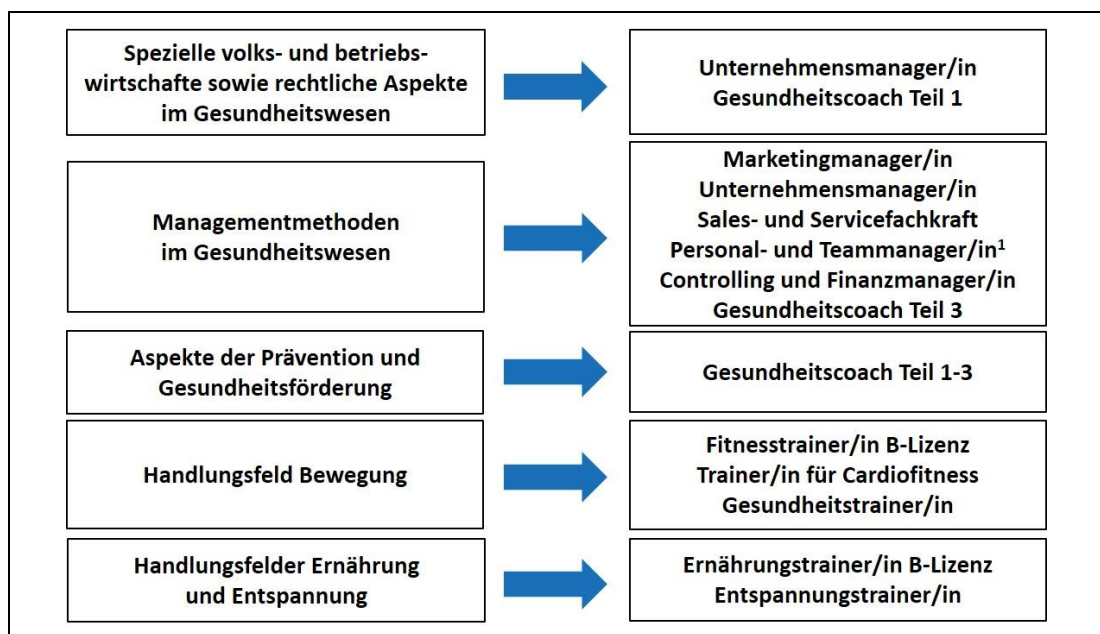 Spezielle volks- und betriebs-
wirtschafte sowie rechtliche Aspekte
im Gesundheitswesen
Unternehmensmanager/in
Gesundheitscoach Teil 1
Managementmethoden
im Gesundheitswesen
Marketingmanager/in
Unternehmensmanager/in
Sales- und Servicefachkraft
Personal- und Teammanager/in¹
Controlling und Finanzmanager/in
Gesundheitscoach Teil 3
Aspekte der Prävention und
Gesundheitsförderung
Gesundheitscoach Teil 1-3
Handlungsfeld Bewegung
Fitnesstrainer/in B-Lizenz
Trainer/in für Cardiofitness
Gesundheitstrainer/in
Handlungsfelder Ernährung
und Entspannung
Ernährungstrainer/in B-Lizenz
Entspannungstrainer/in